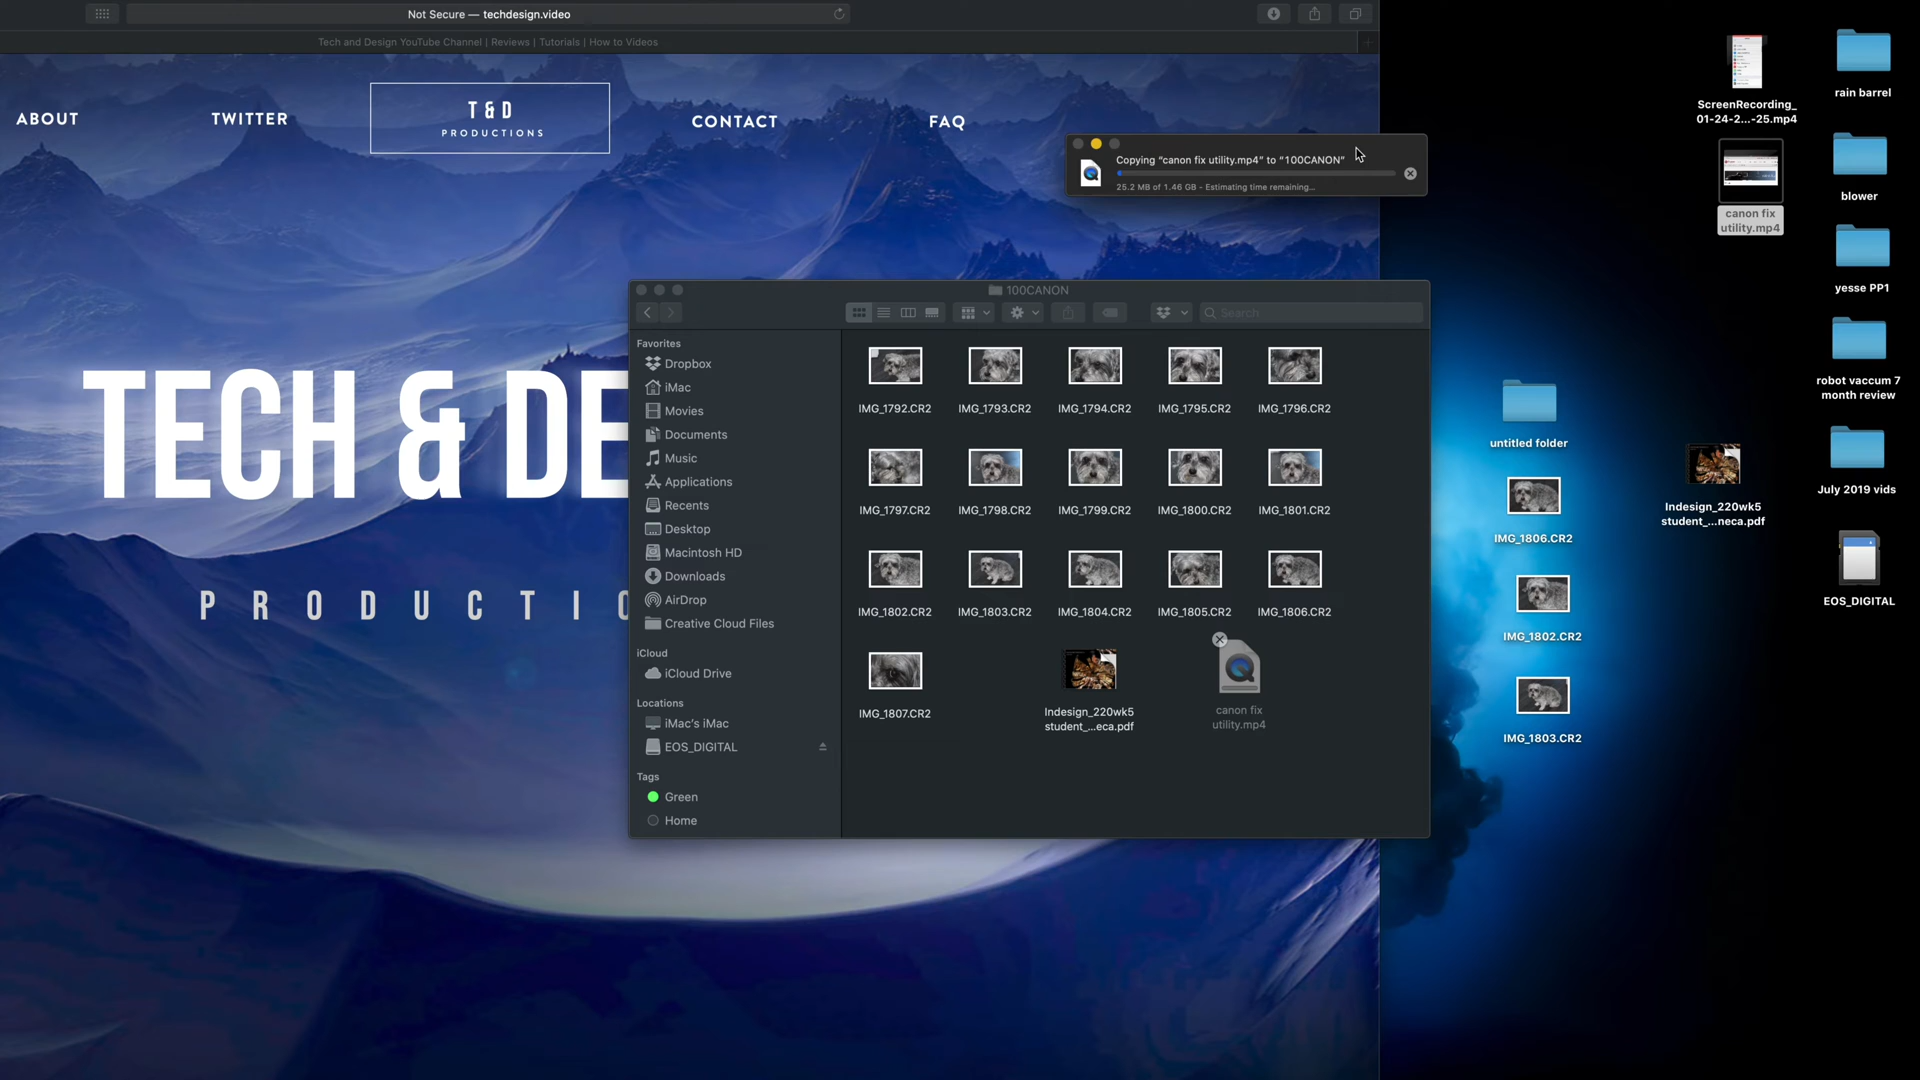 Not Secure — techdesign.video
Tech and Design YouTube Channel | Reviews | Tutorials | How to Videos
ABOUT
TWITTER
T & D
PRODUCTIONS
CONTACT
FAQ
TECH & DE
PRODUCTIO
Copying “canon fix utility.mp4” to “100CANON”
25.2 MB of 1.46 GB - Estimating time remaining...
100CANON
Search
Favorites
Dropbox
iMac
Movies
Documents
Music
Applications
Recents
Desktop
Macintosh HD
Downloads
AirDrop
Creative Cloud Files
iCloud
iCloud Drive
Locations
iMac's iMac
EOS_DIGITAL
Tags
Green
Home
IMG_1792.CR2
IMG_1793.CR2
IMG_1794.CR2
IMG_1795.CR2
IMG_1796.CR2
IMG_1797.CR2
IMG_1798.CR2
IMG_1799.CR2
IMG_1800.CR2
IMG_1801.CR2
IMG_1802.CR2
IMG_1803.CR2
IMG_1804.CR2
IMG_1805.CR2
IMG_1806.CR2
IMG_1807.CR2
Indesign_220wk5
student_...eca.pdf
canon fix
utility.mp4
ScreenRecording_
01-24-2...-25.mp4
canon fix
utility.mp4
rain barrel
blower
yesse PP1
robot vaccum 7
month review
July 2019 vids
EOS_DIGITAL
untitled folder
IMG_1806.CR2
IMG_1802.CR2
IMG_1803.CR2
Indesign_220wk5
student_...neca.pdf